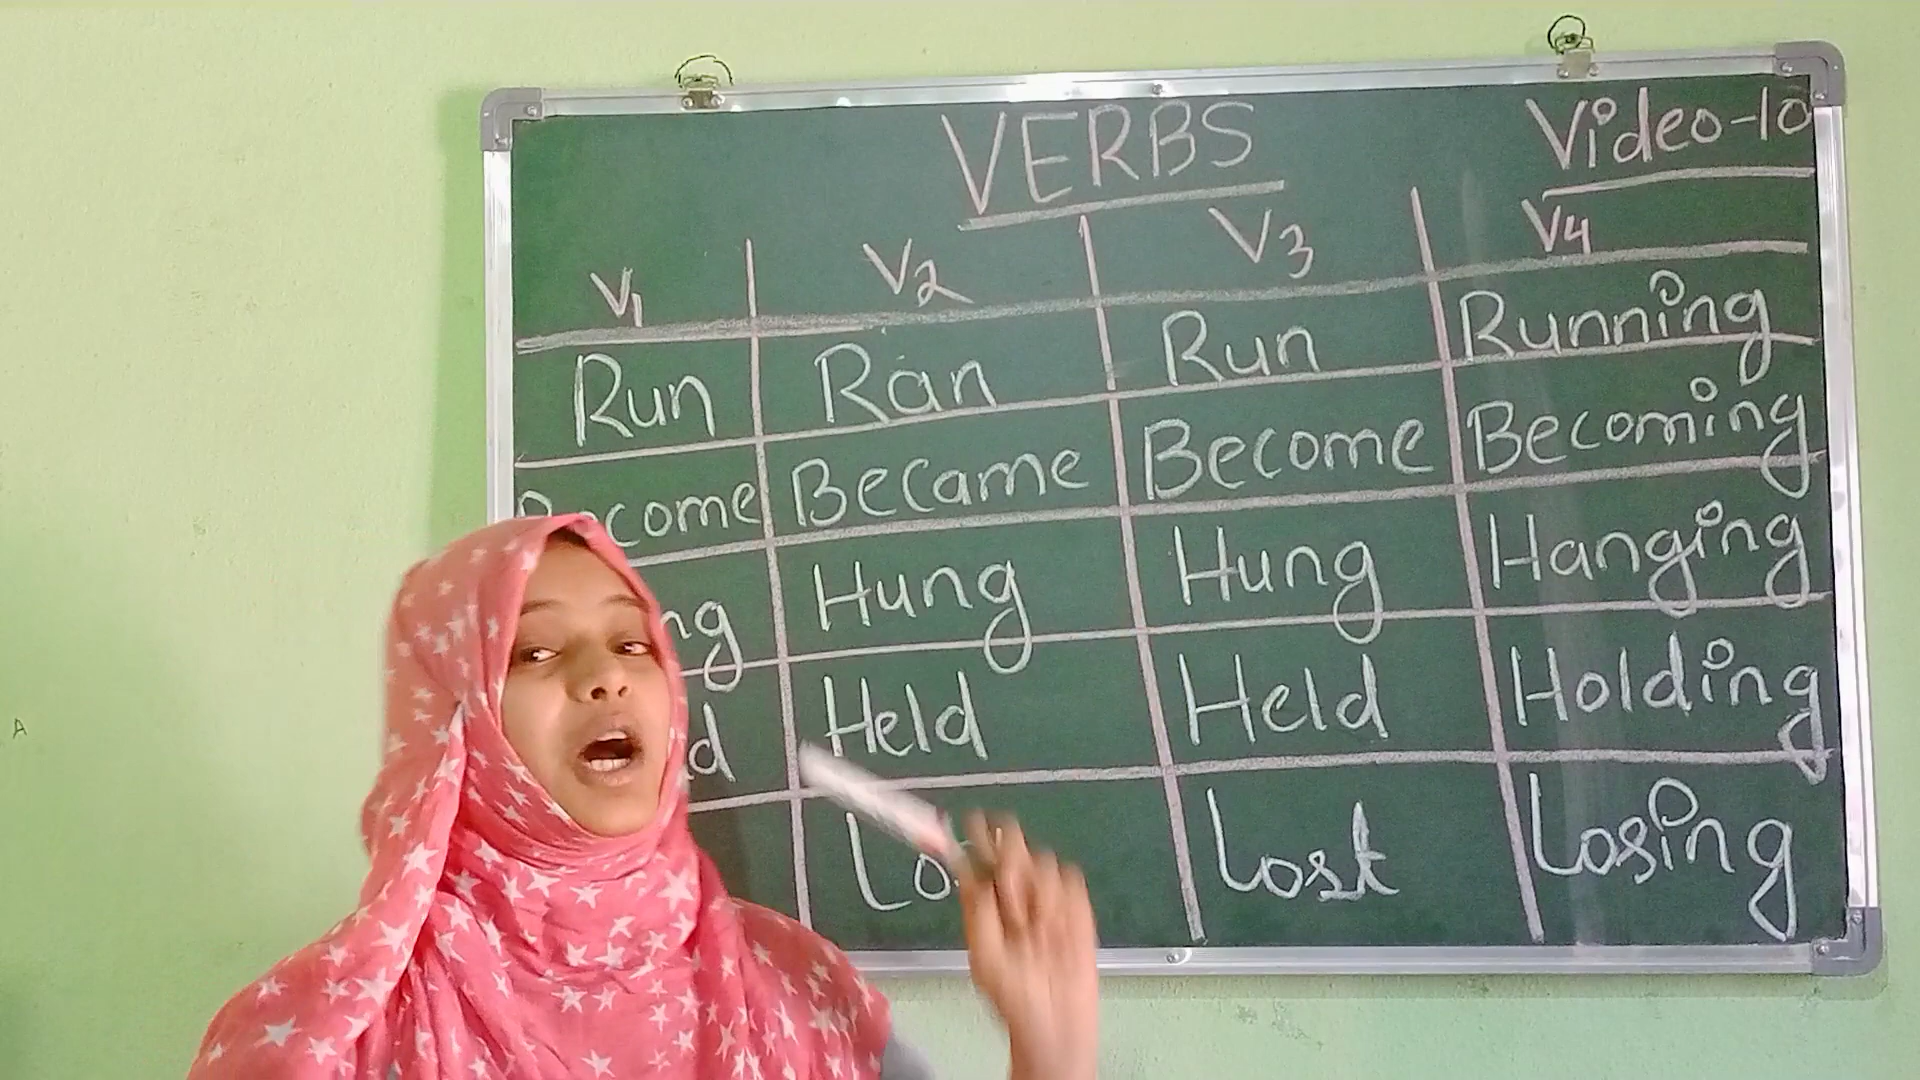 VERBS Video-10
V1 V2 V3 V4
Run Ran Run Running
Became Become Becoming
Hung Hung Hanging
Held Held Holding
Lost Losing